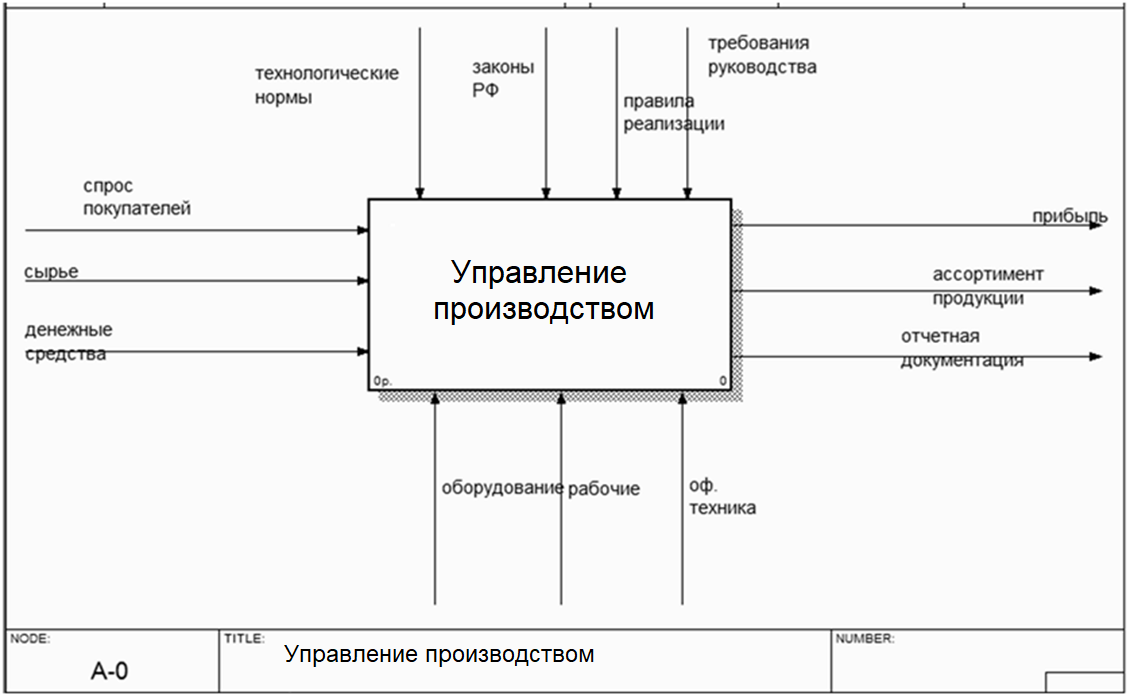 технологические
нормы
законы
РФ
правила
реализации
требования
руководства
спрос
покупателей
сырье
денежные
средства
Управление
производством
0р.
0
прибыль
ассортимент
продукции
отчетная
документация
оборудование
рабочие
оф.
техника
NODE:
A-0
TITLE:
Управление производством
NUMBER: